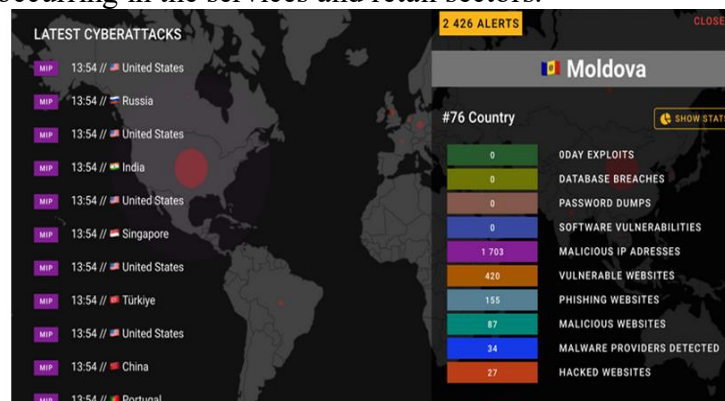 occurring in the services and retail sectors.
LATEST CYBERATTACKS
MIP 13:54 // United States
MIP 13:54 // Russia
MIP 13:54 // United States
MIP 13:54 // India
MIP 13:54 // United States
MIP 13:54 // Singapore
MIP 13:54 // United States
MIP 13:54 // Türkiye
MIP 13:54 // United States
MIP 13:54 // China
MIP 13:54 // Portugal
2 426 ALERTS
CLOSE
Moldova
#76 Country
SHOW STATS
0 0DAY EXPLOITS
0 DATABASE BREACHES
0 PASSWORD DUMPS
0 SOFTWARE VULNERABILITIES
1 703 MALICIOUS IP ADRESSES
420 VULNERABLE WEBSITES
155 PHISHING WEBSITES
87 MALICIOUS WEBSITES
34 MALWARE PROVIDERS DETECTED
27 HACKED WEBSITES